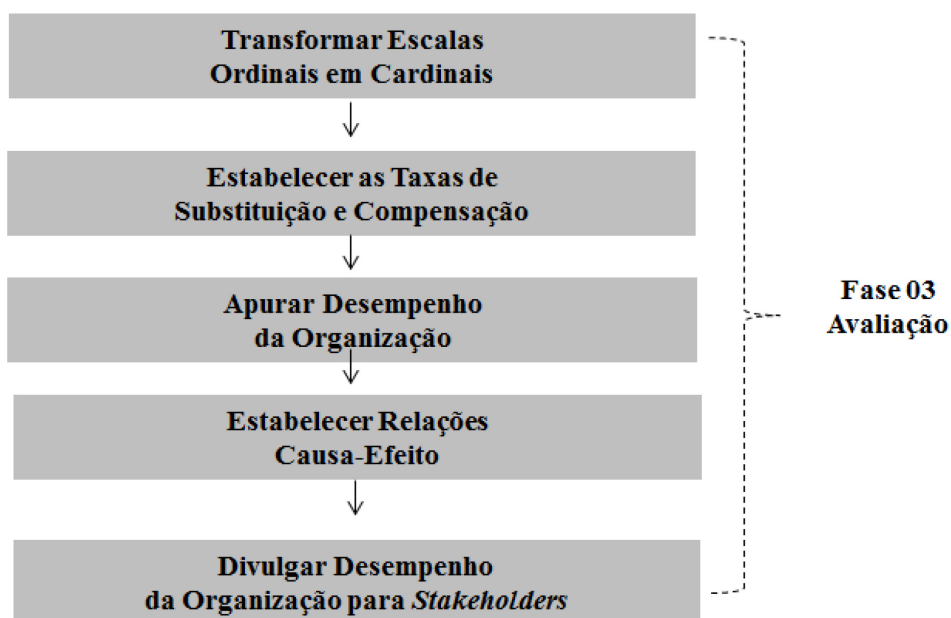 Transformar Escalas
Ordinais em Cardinais
Estabelecer as Taxas de
Substituição e Compensação
Apurar Desempenho
da Organização
Estabelecer Relações
Causa-Efeito
Divulgar Desempenho
da Organização para Stakeholders
Fase 03
Avaliação